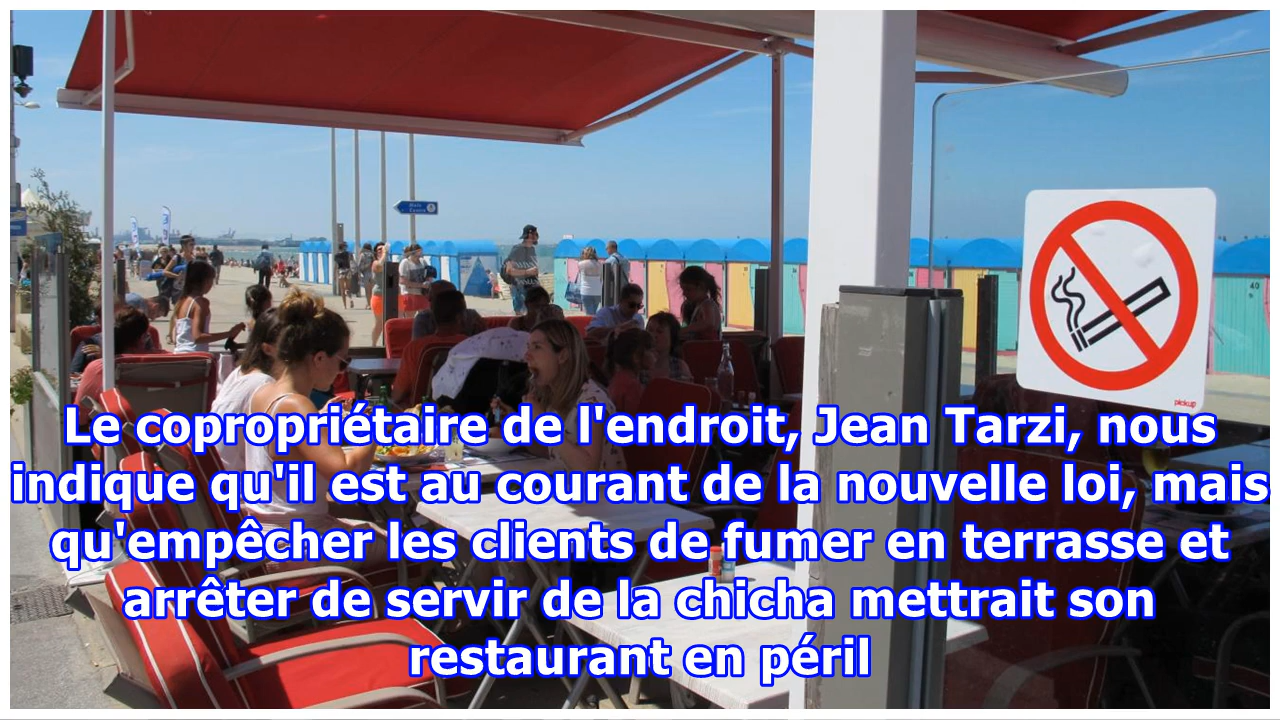 40
pickup
Le copropriétaire de l'endroit, Jean Tarzi, nous
indique qu'il est au courant de la nouvelle loi, mais
qu'empêcher les clients de fumer en terrasse et
arrêter de servir de la chicha mettrait son
restaurant en péril